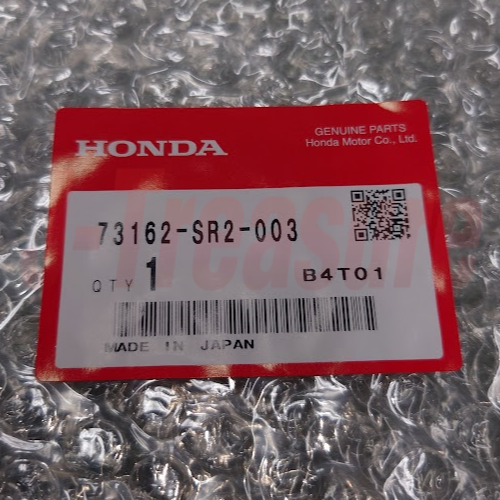 GENUINE PARTS
HONDA
Honda Motor Co., Ltd.
73162-SR2-003
QTY 1
B4T01
MADE IN JAPAN